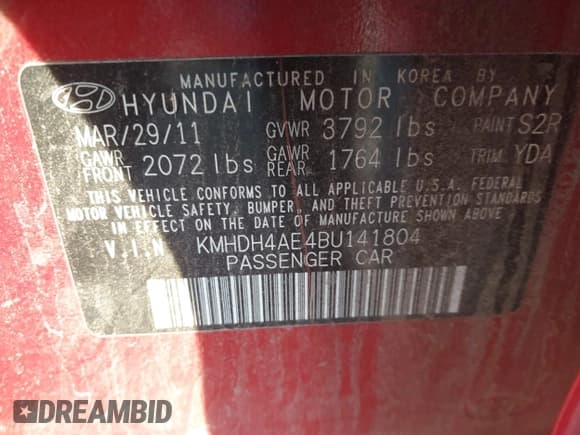 MANUFACTURED IN KOREA BY
HYUNDAI MOTOR COMPANY
MAR/29/11 GVWR 3792 lbs PAINT S2R
GAWR FRONT 2072 lbs GAWR REAR 1764 lbs TRIM YDA
THIS VEHICLE CONFORMS TO ALL APPLICABLE U.S.A. FEDERAL
MOTOR VEHICLE SAFETY, BUMPER, AND THEFT PREVENTION STANDARDS
IN EFFECT ON THE DATE OF MANUFACTURE SHOWN ABOVE.
V.I.N KMHDH4AE4BU141804
PASSENGER CAR
DREAMBID